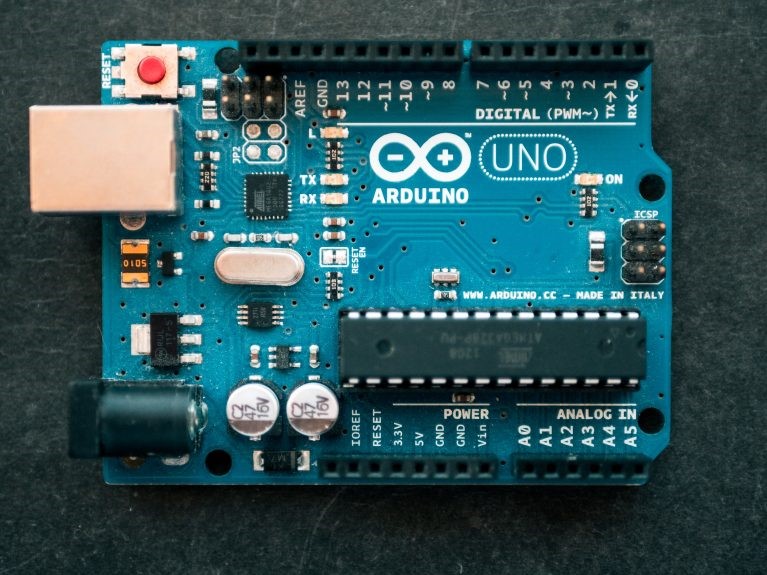 RESET
AREF
GND
13
12
~11
~10
~9
8
7
~6
~5
4
~3
2
TX→1
RX←0
DIGITAL (PWM~)
JP2
L
TX
RX
™
UNO
ARDUINO
ON
ICSP
RESET
EN
WWW.ARDUINO.CC – MADE IN ITALY
ATMEGA328P-PU
CZ
47
16V
CZ
47
16V
POWER
ANALOG IN
IOREF
RESET
3.3V
5V
GND
GND
Vin
A0
A1
A2
A3
A4
A5